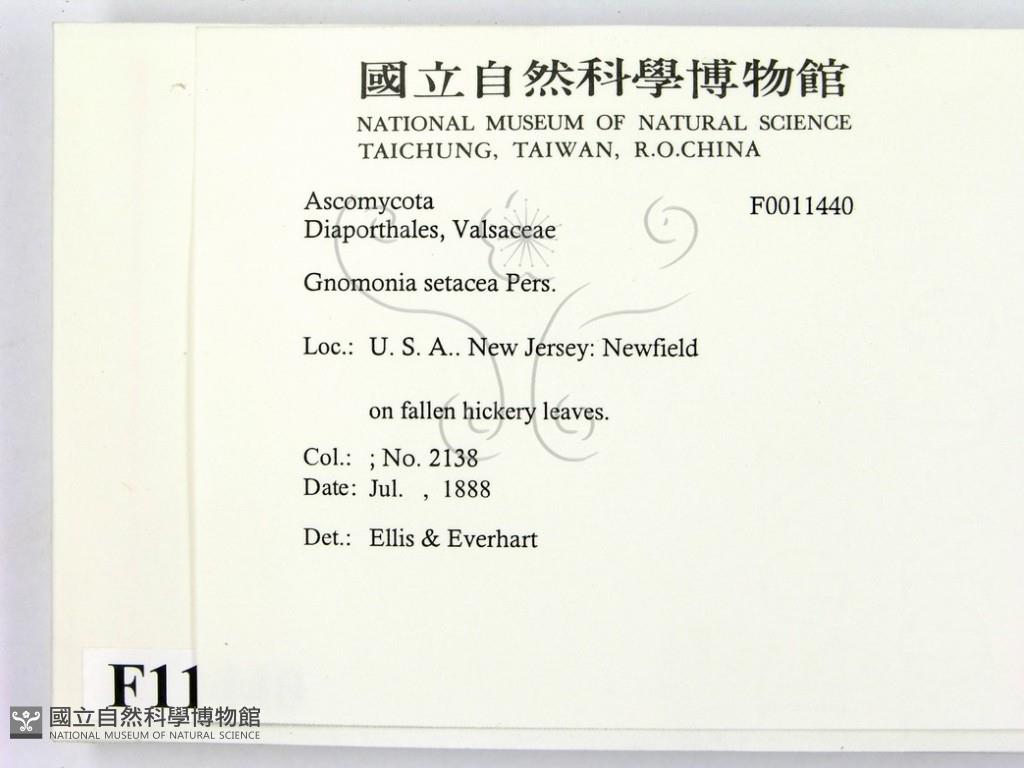 國立自然科學博物館
NATIONAL MUSEUM OF NATURAL SCIENCE
TAICHUNG, TAIWAN, R.O.CHINA
Ascomycota F0011440
Diaporthales, Valsaceae
Gnomonia setacea Pers.
Loc.: U. S. A.. New Jersey: Newfield
on fallen hickery leaves.
Col.: ; No. 2138
Date: Jul. , 1888
Det.: Ellis & Everhart
F11
國立自然科學博物館
NATIONAL MUSEUM OF NATURAL SCIENCE